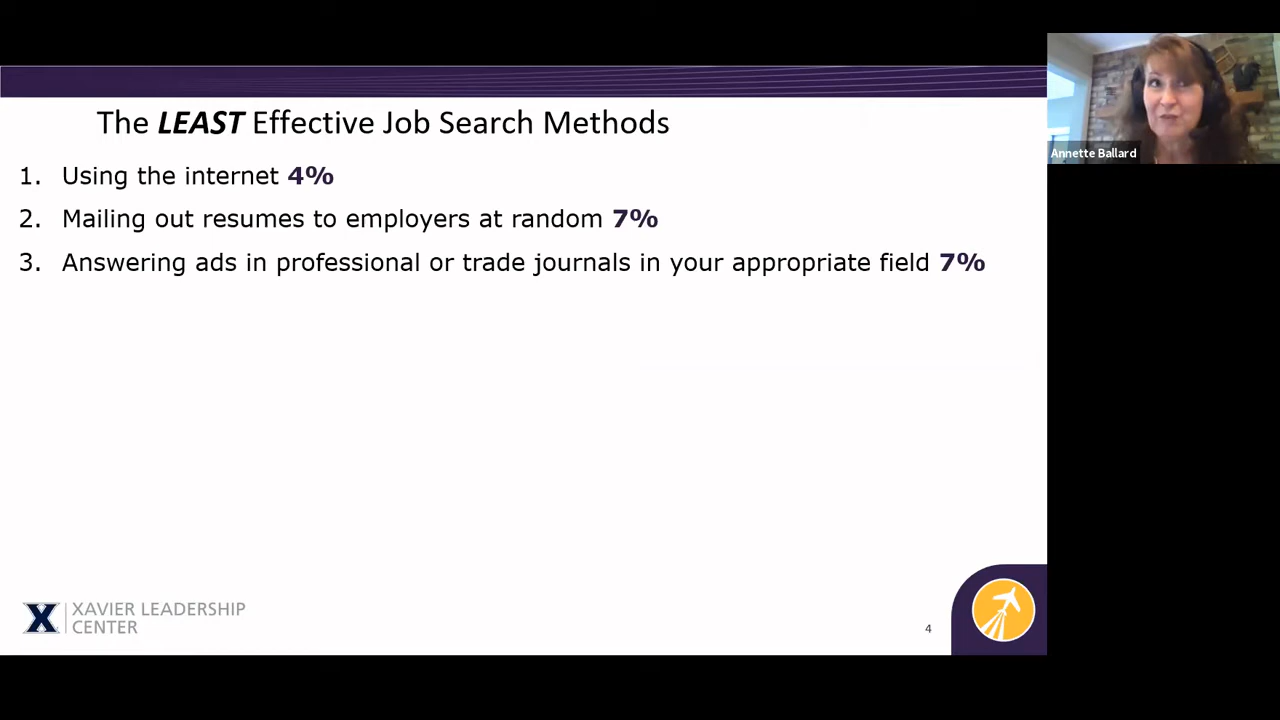 The LEAST Effective Job Search Methods
1. Using the internet 4%
2. Mailing out resumes to employers at random 7%
3. Answering ads in professional or trade journals in your appropriate field 7%
Annette Ballard
X XAVIER LEADERSHIP
CENTER
4